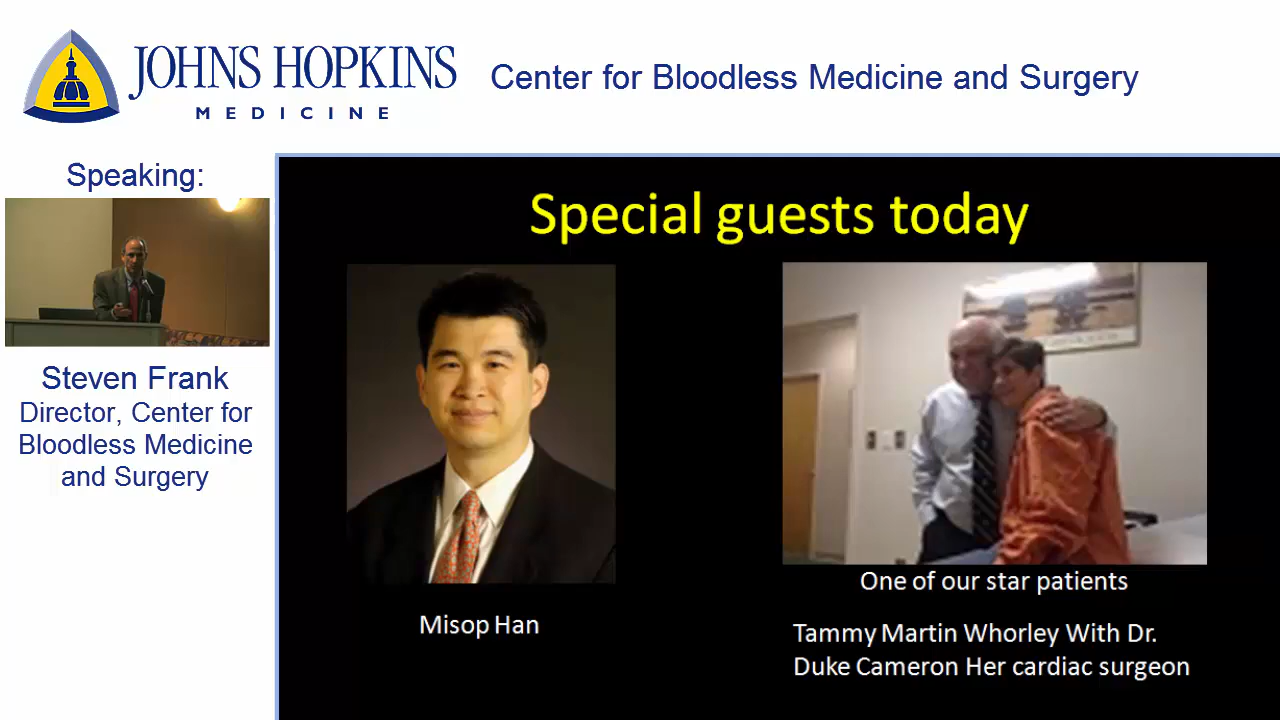 JOHNS HOPKINS
MEDICINE
Center for Bloodless Medicine and Surgery
Speaking:
Steven Frank
Director, Center for
Bloodless Medicine
and Surgery
Special guests today
Misop Han
One of our star patients
Tammy Martin Whorley With Dr.
Duke Cameron Her cardiac surgeon